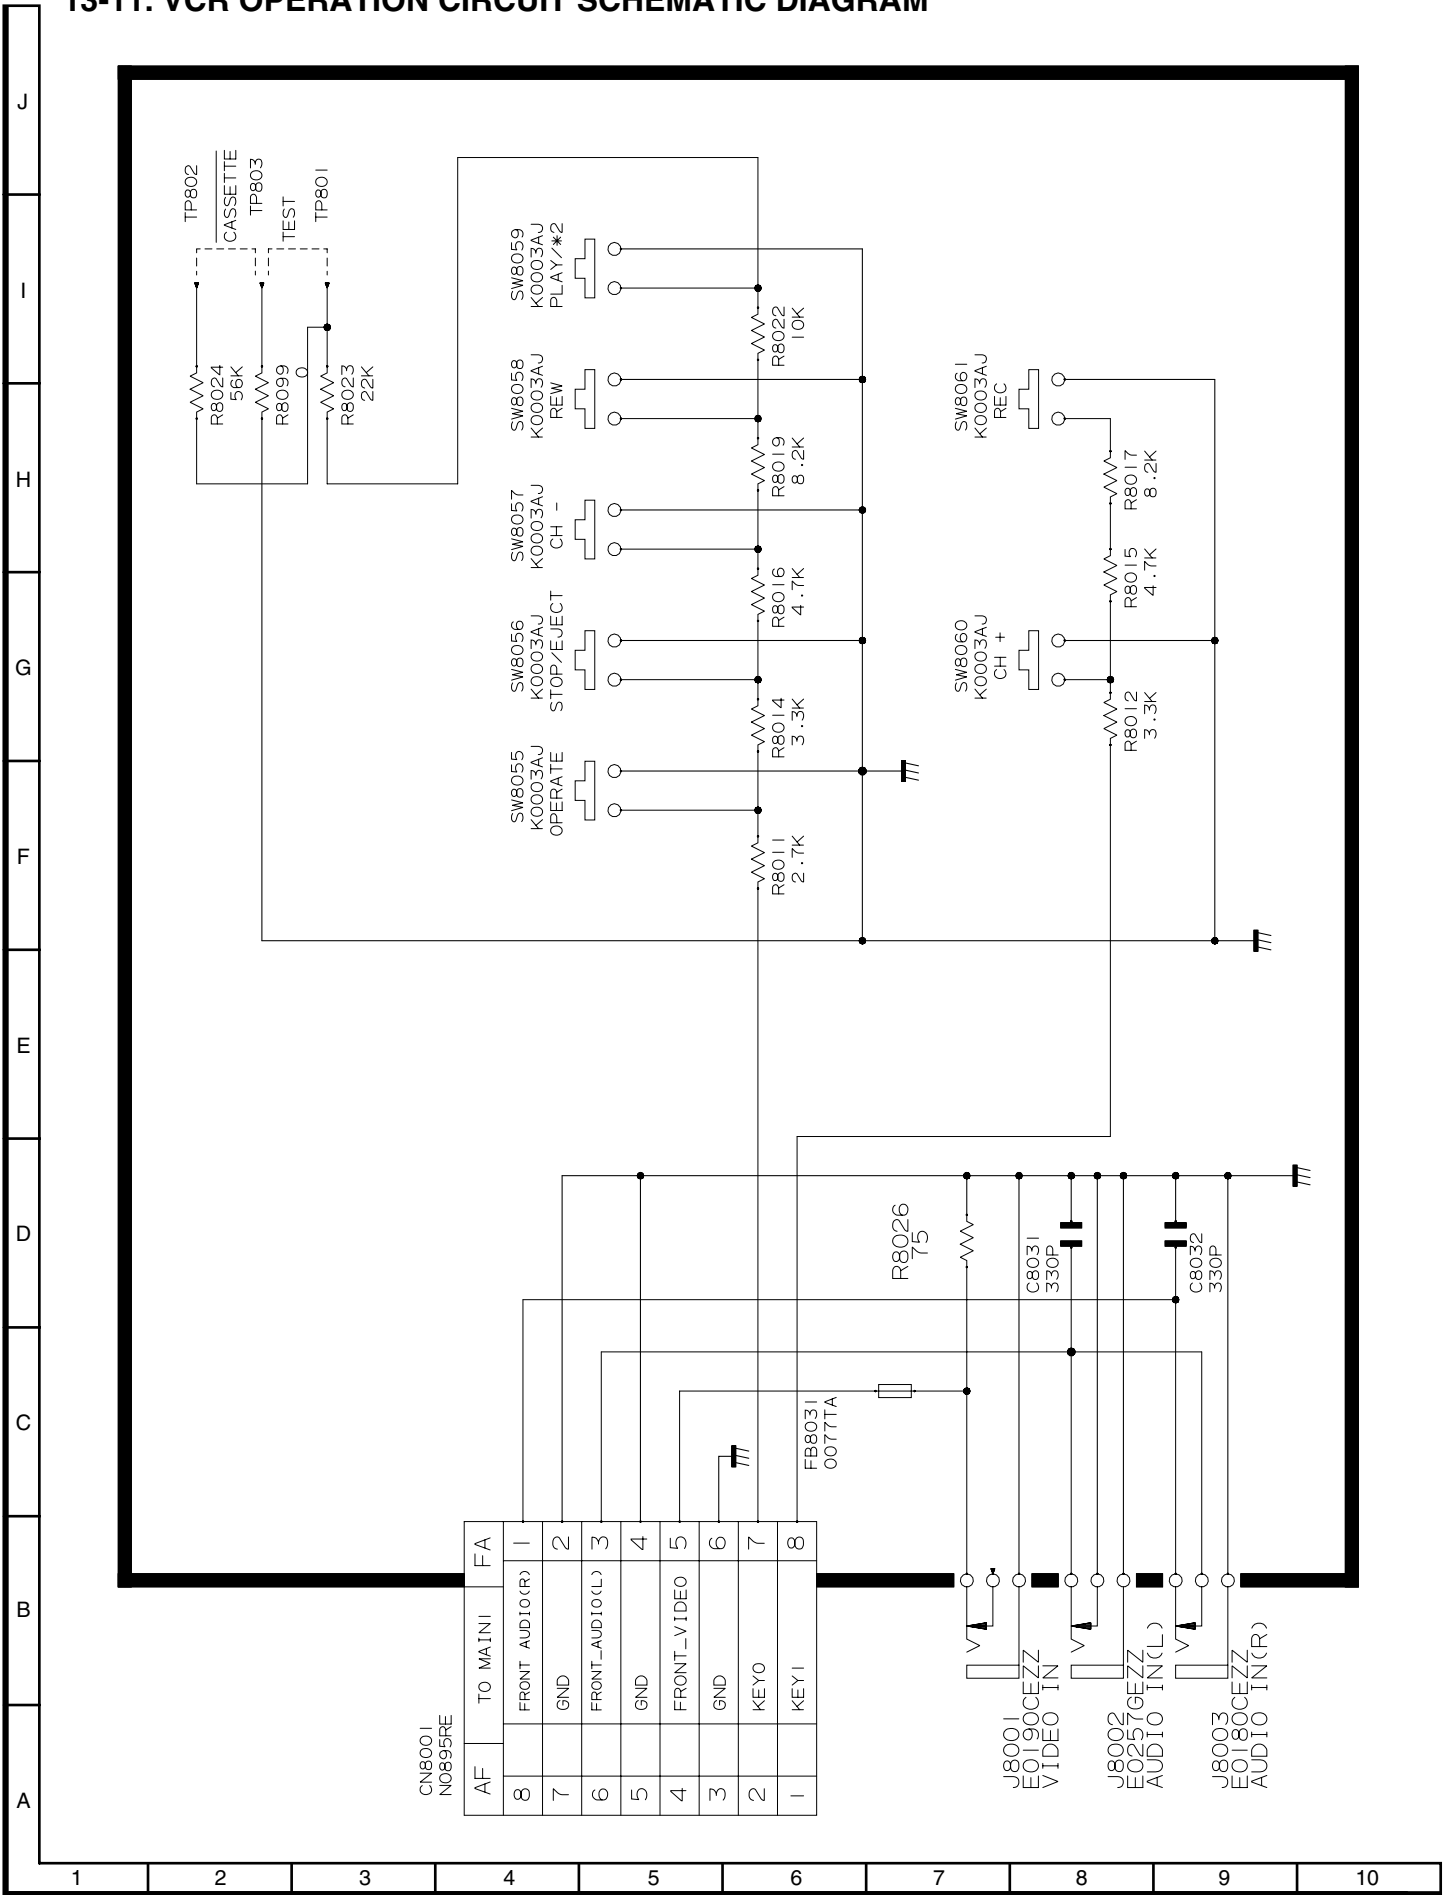 13-11. VCR OPERATION CIRCUIT SCHEMATIC DIAGRAM
J
I
H
G
F
E
D
C
B
A
TP802
CASSETTE
TP803
TEST
TP801
R8024
56K
R8099
0
R8023
22K
SW8059
K0003AJ
PLAY/*2
SW8058
K0003AJ
REW
SW8057
K0003AJ
CH -
SW8056
K0003AJ
STOP/EJECT
SW8055
K0003AJ
OPERATE
R8022
10K
R8019
8.2K
R8016
4.7K
R8014
3.3K
R8011
2.7K
SW8061
K0003AJ
REC
SW8060
K0003AJ
CH +
R8017
8.2K
R8015
4.7K
R8012
3.3K
R8026
75
C8031
330P
C8032
330P
FB8031
0077TA
CN8001
N0895RE
AF TO MAIN1 FA
8 FRONT AUDIO(R) 1
7 GND 2
6 FRONT_AUDIO(L) 3
5 GND 4
4 FRONT_VIDEO 5
3 GND 6
2 KEY0 7
1 KEY1 8
J8001
E0190CEZZ
VIDEO IN
J8002
E0257GEZZ
AUDIO IN(L)
J8003
E0180CEZZ
AUDIO IN(R)
1 2 3 4 5 6 7 8 9 10